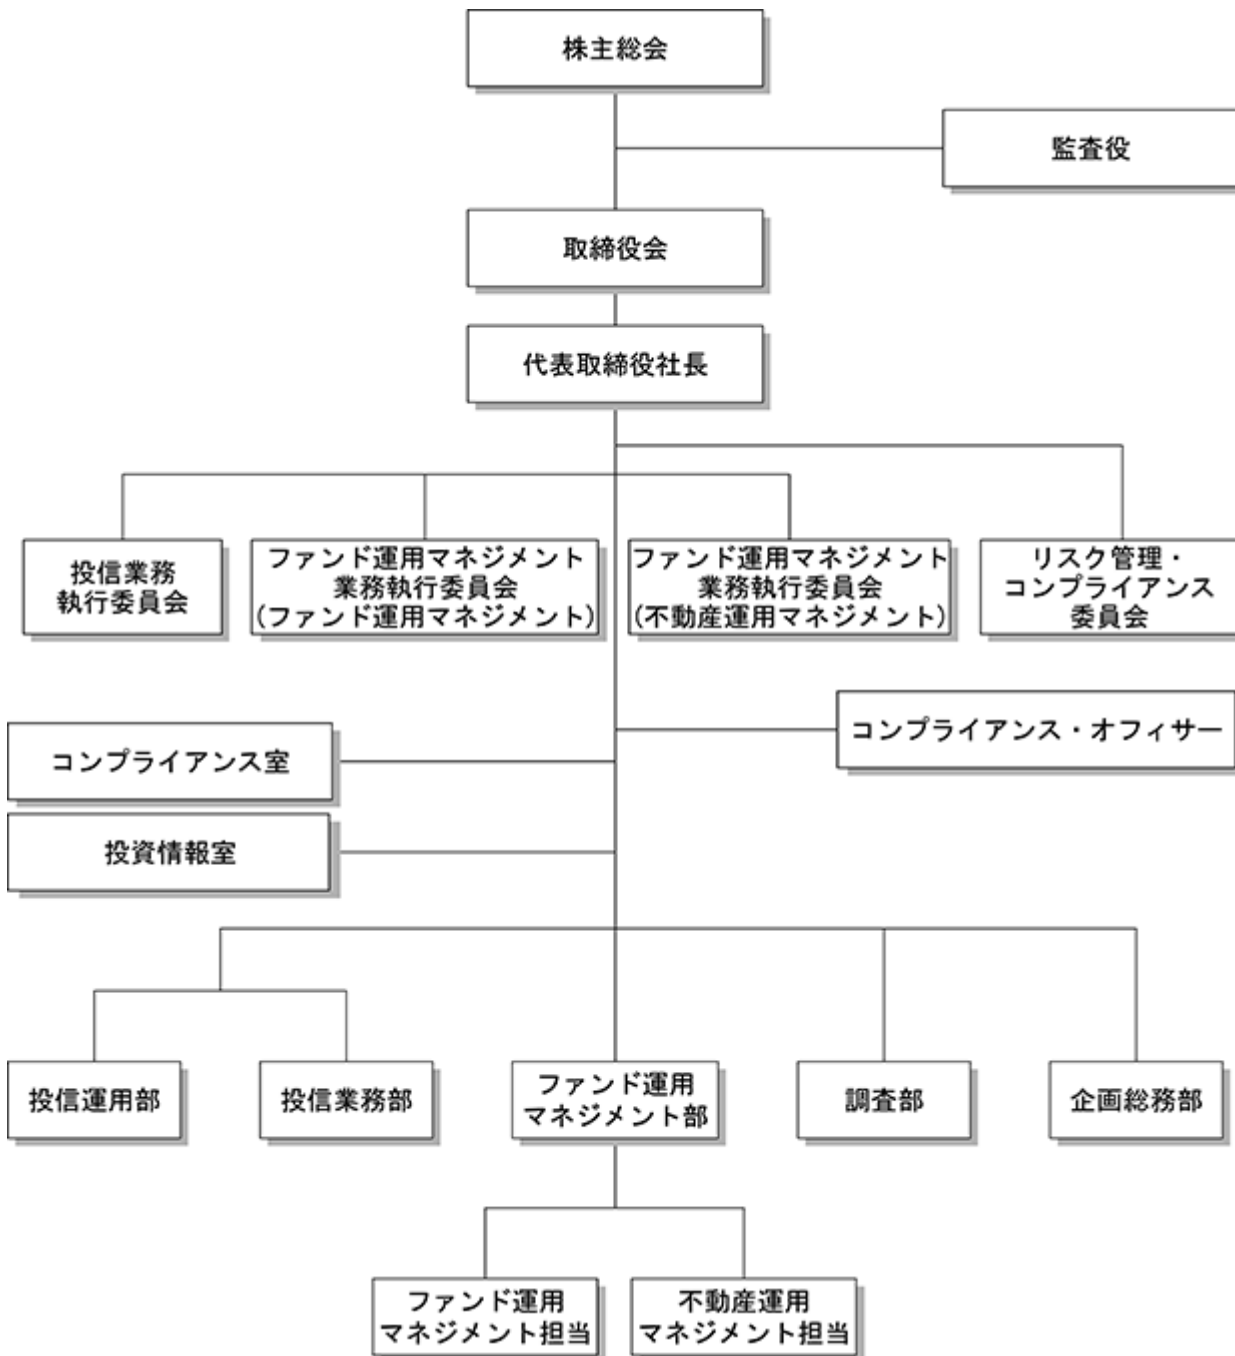 株主総会
監査役
取締役会
代表取締役社長
投信業務
執行委員会
ファンド運用マネジメント
業務執行委員会
(ファンド運用マネジメント)
ファンド運用マネジメント
業務執行委員会
(不動産運用マネジメント)
リスク管理・
コンプライアンス
委員会
コンプライアンス・オフィサー
コンプライアンス室
投資情報室
投信運用部
投信業務部
ファンド運用
マネジメント部
調査部
企画総務部
ファンド運用
マネジメント担当
不動産運用
マネジメント担当